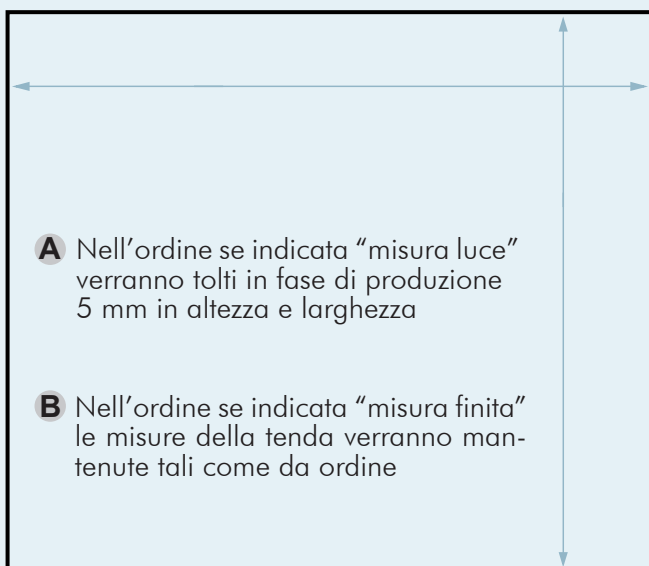 A Nell’ordine se indicata “misura luce”
verranno tolti in fase di produzione
5 mm in altezza e larghezza
B Nell’ordine se indicata “misura finita”
le misure della tenda verranno man-
tenute tali come da ordine